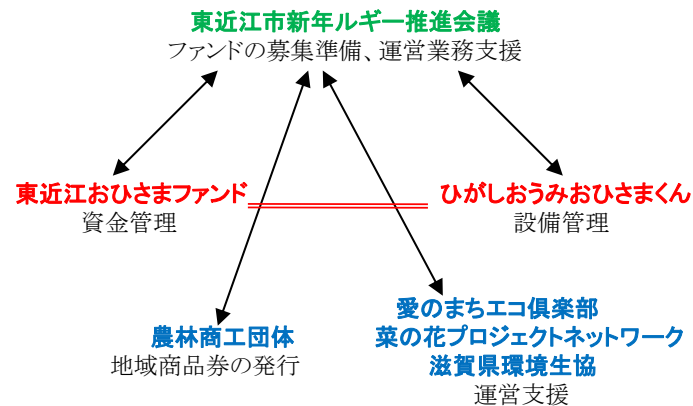 東近江市新年ルギー推進会議
ファンドの募集準備、運営業務支援
東近江おひさまファンド
資金管理
ひがしおうみおひさまくん
設備管理
農林商工団体
地域商品券の発行
愛のまちエコ倶楽部
菜の花プロジェクトネットワーク
滋賀県環境生協
運営支援